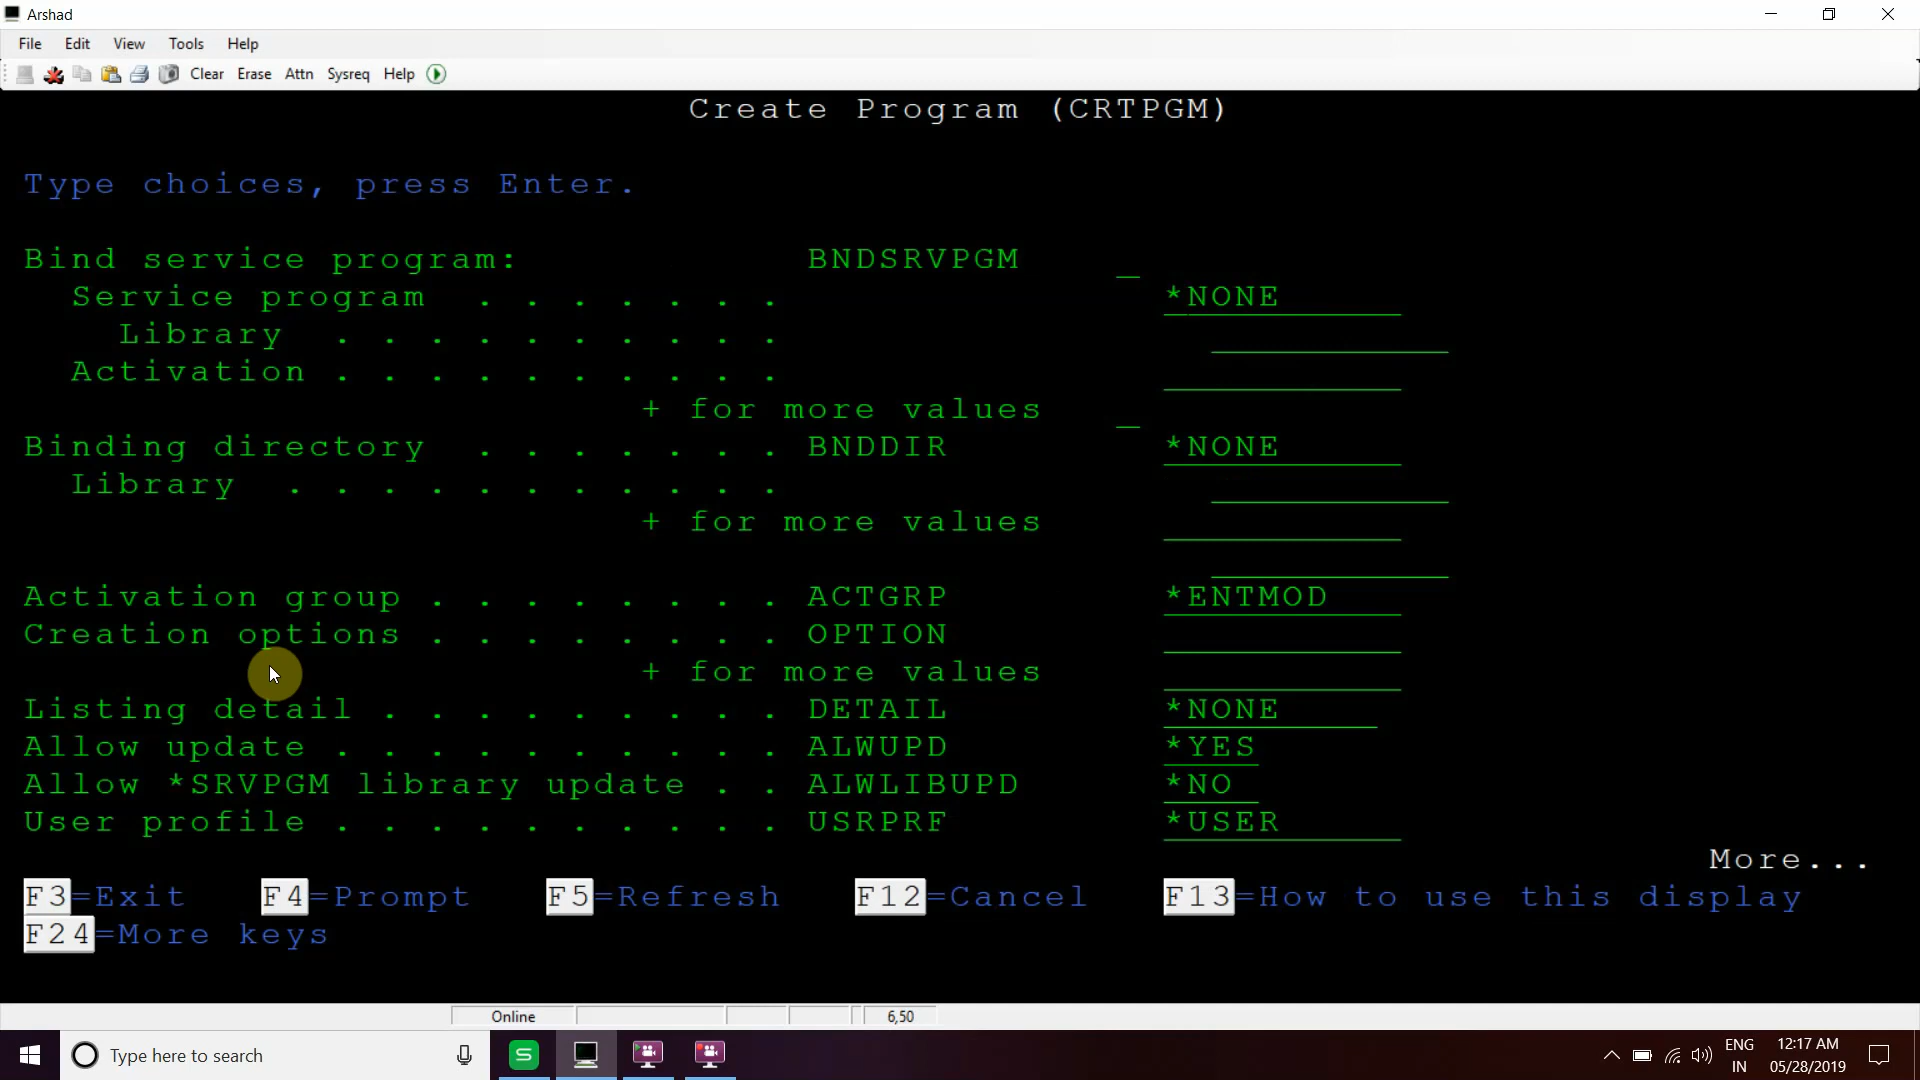 Arshad
File Edit View Tools Help
Clear Erase Attn Sysreq Help
Create Program (CRTPGM)
Type choices, press Enter.
Bind service program: BNDSRVPGM _
Service program . . . . . . . *NONE
Library . . . . . . . . . .
Activation . . . . . . . . . .
+ for more values _
Binding directory . . . . . . . BNDDIR *NONE
Library . . . . . . . . . . .
+ for more values
Activation group . . . . . . . . ACTGRP *ENTMOD
Creation options . . . . . . . . OPTION
+ for more values
Listing detail . . . . . . . . . DETAIL *NONE
Allow update . . . . . . . . . . ALWUPD *YES
Allow *SRVPGM library update . . ALWLIBUPD *NO
User profile . . . . . . . . . . USRPRF *USER
More...
F3=Exit F4=Prompt F5=Refresh F12=Cancel F13=How to use this display
F24=More keys
Online 6,50
Type here to search S ENG 12:17 AM
IN 05/28/2019